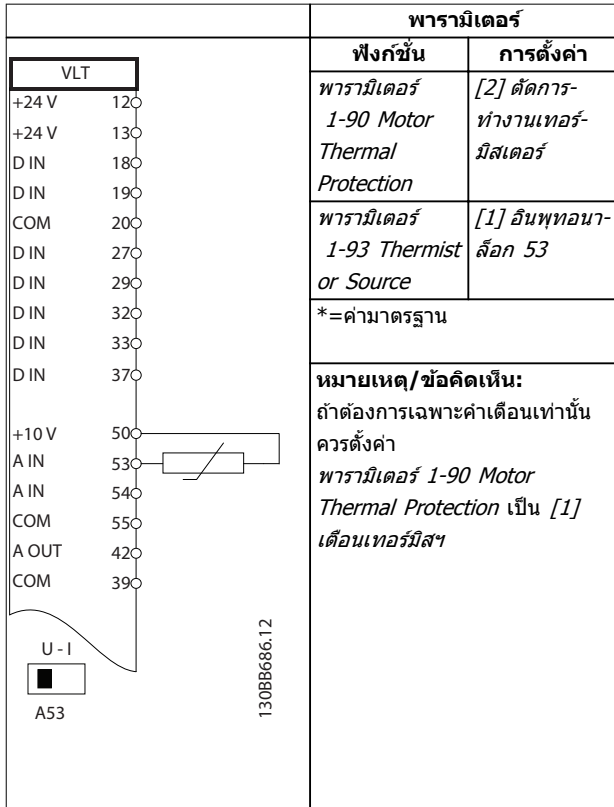 VLT
+24 V 12
+24 V 13
D IN 18
D IN 19
COM 20
D IN 27
D IN 29
D IN 32
D IN 33
D IN 37
+10 V 50
A IN 53
A IN 54
COM 55
A OUT 42
COM 39
U - I
A53
130BB686.12
พารามิเตอร์
ฟังก์ชั่น การตั้งค่า
พารามิเตอร์ [2] ตัดการ-
1-90 Motor ทำงานเทอร์-
Thermal มิสเตอร์
Protection
พารามิเตอร์ [1] อินพุทอนา-
1-93 Thermist ล็อก 53
or Source
*=ค่ามาตรฐาน
หมายเหตุ/ข้อคิดเห็น:
ถ้าต้องการเฉพาะคำเตือนเท่านั้น
ควรตั้งค่า
พารามิเตอร์ 1-90 Motor
Thermal Protection เป็น [1]
เตือนเทอร์มิสฯ